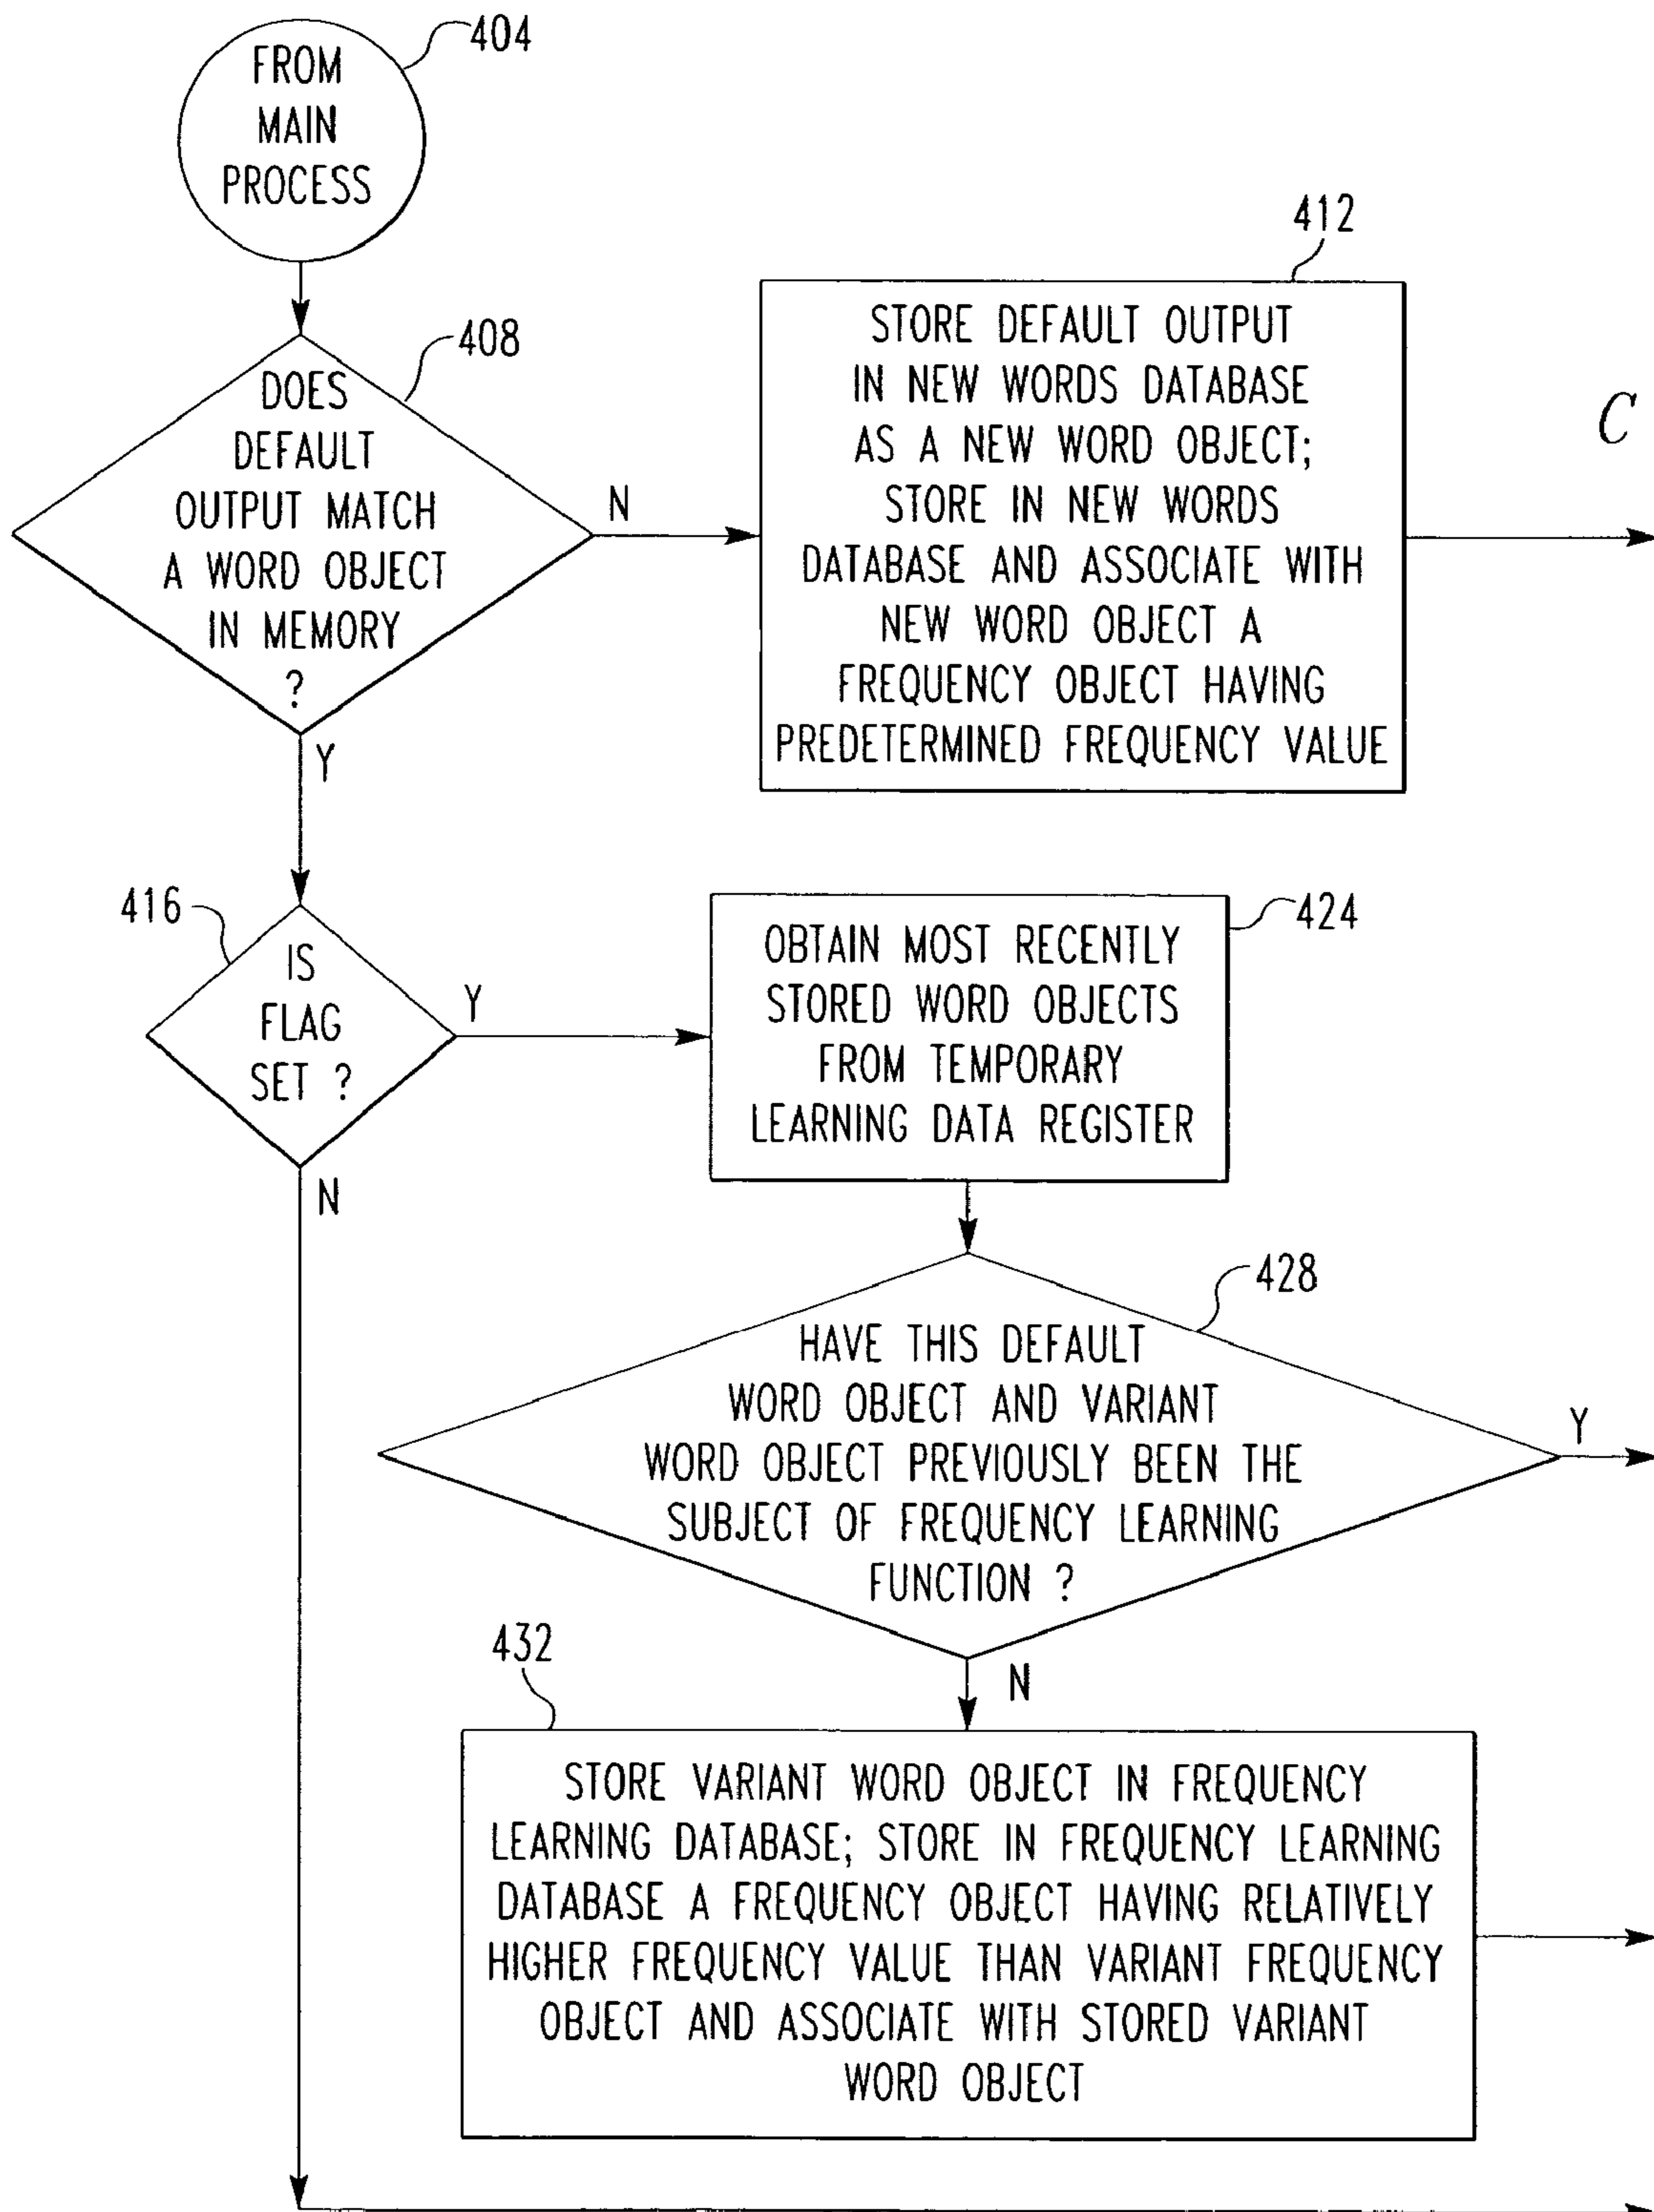 404
FROM
MAIN
PROCESS
408
DOES
DEFAULT
OUTPUT MATCH
A WORD OBJECT
IN MEMORY
?
N
Y
412
STORE DEFAULT OUTPUT
IN NEW WORDS DATABASE
AS A NEW WORD OBJECT;
STORE IN NEW WORDS
DATABASE AND ASSOCIATE WITH
NEW WORD OBJECT A
FREQUENCY OBJECT HAVING
PREDETERMINED FREQUENCY VALUE
C
416
IS
FLAG
SET ?
Y
N
424
OBTAIN MOST RECENTLY
STORED WORD OBJECTS
FROM TEMPORARY
LEARNING DATA REGISTER
428
HAVE THIS DEFAULT
WORD OBJECT AND VARIANT
WORD OBJECT PREVIOUSLY BEEN THE
SUBJECT OF FREQUENCY LEARNING
FUNCTION ?
Y
N
432
STORE VARIANT WORD OBJECT IN FREQUENCY
LEARNING DATABASE; STORE IN FREQUENCY LEARNING
DATABASE A FREQUENCY OBJECT HAVING RELATIVELY
HIGHER FREQUENCY VALUE THAN VARIANT FREQUENCY
OBJECT AND ASSOCIATE WITH STORED VARIANT
WORD OBJECT